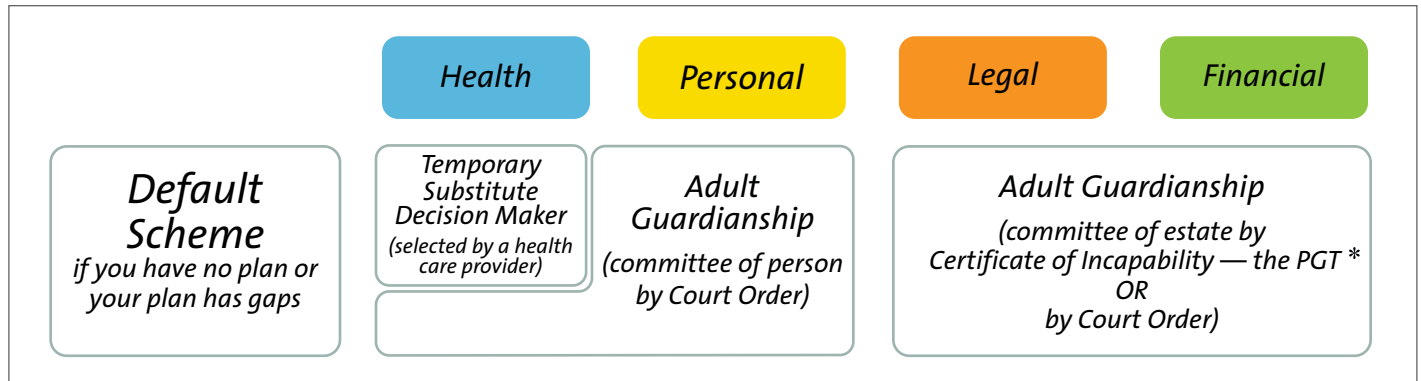 Health
Personal
Legal
Financial
Default
Scheme
if you have no plan or
your plan has gaps
Temporary
Substitute
Decision Maker
(selected by a health
care provider)
Adult
Guardianship
(committee of person
by Court Order)
Adult Guardianship
(committee of estate by
Certificate of Incapability — the PGT *
OR
by Court Order)